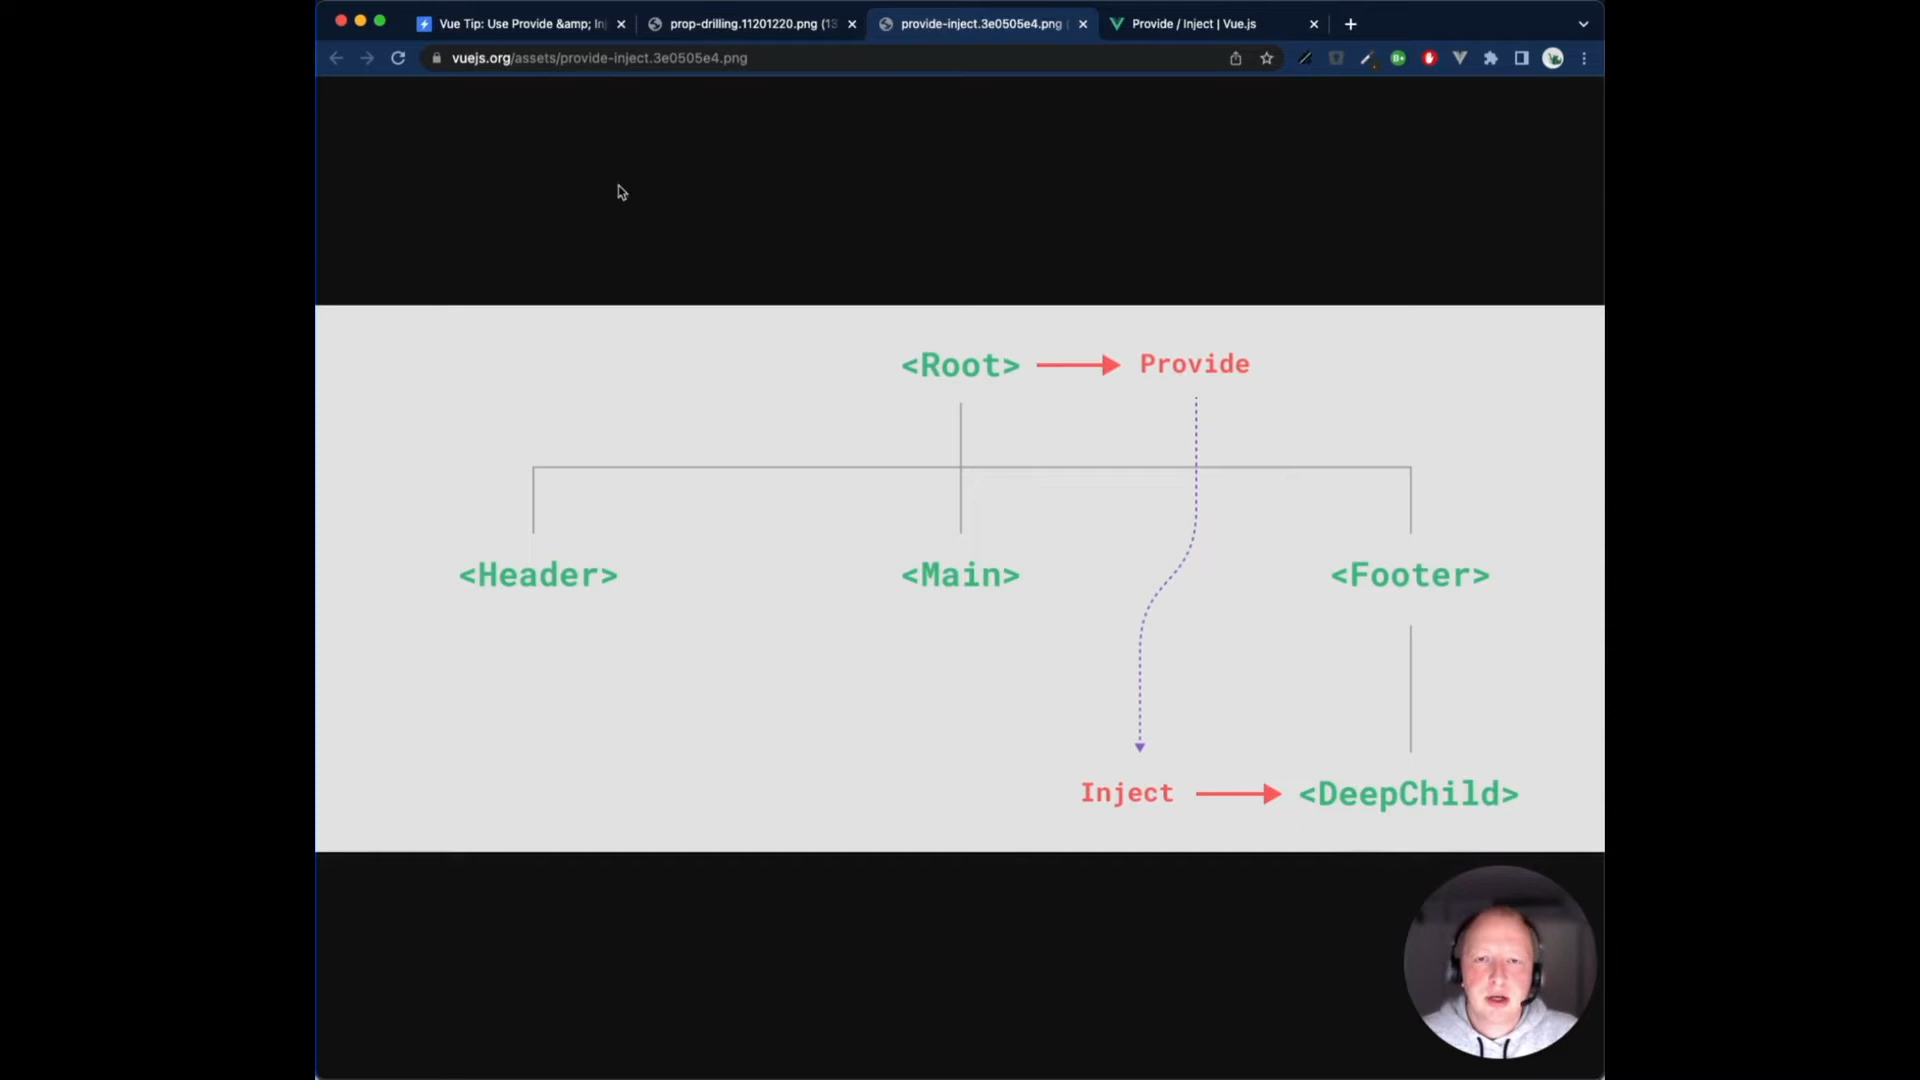 Vue Tip: Use Provide &amp; In
prop-drilling.11201220.png (13
provide-inject.3e0505e4.png (
Provide / Inject | Vue.js
vuejs.org/assets/provide-inject.3e0505e4.png
<Root>
Provide
<Header>
<Main>
<Footer>
Inject
<DeepChild>